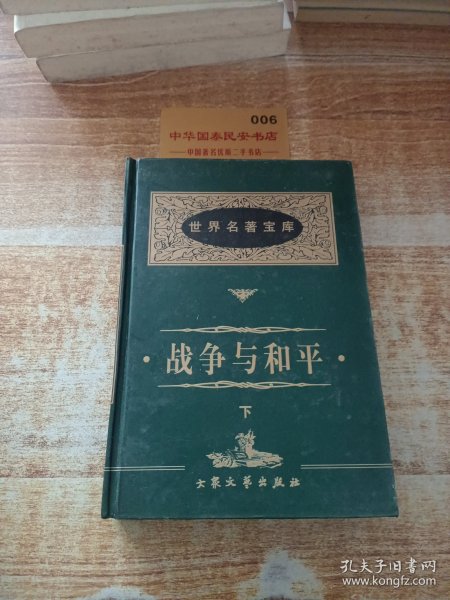 006
中华国泰民安书店
中国著名优斯二手书店
世界名著宝库
·战争与和平·
下
大众文艺出版社
孔夫子旧书网
www.kongfz.com